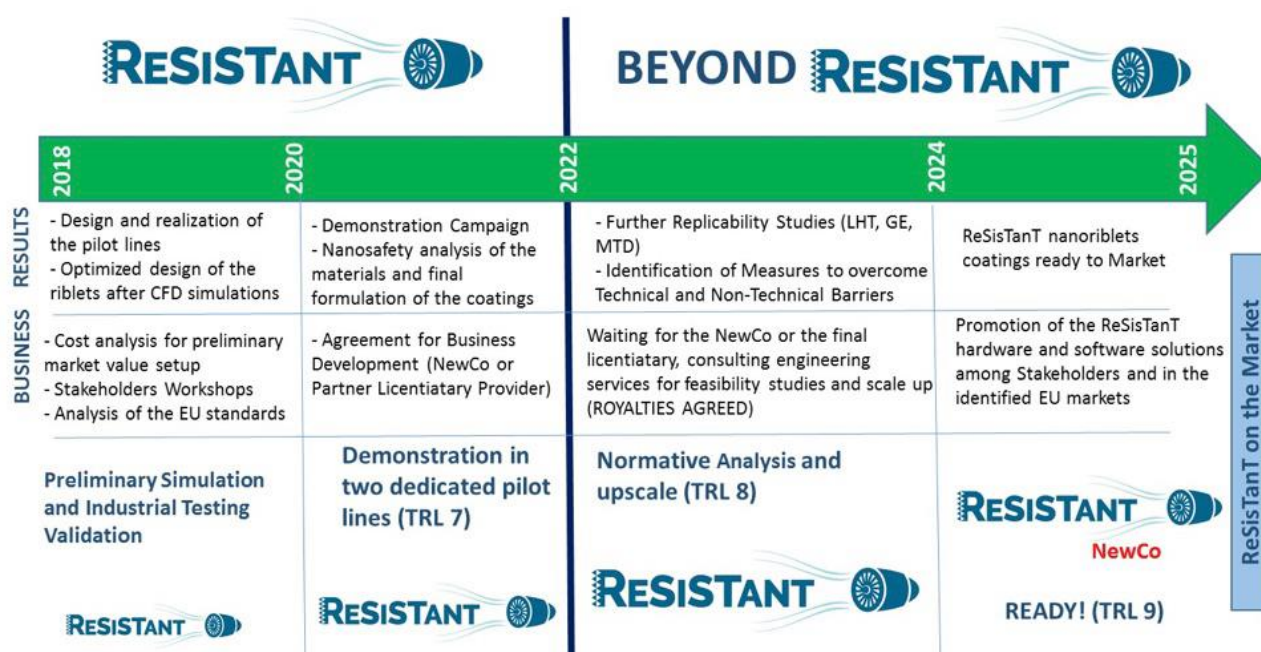 RESISTANT
BEYOND RESISTANT
2018
2020
2022
2024
2025
RESULTS
- Design and realization of
the pilot lines
- Optimized design of the
riblets after CFD simulations
- Demonstration Campaign
- Nanosafety analysis of the
materials and final
formulation of the coatings
- Further Replicability Studies (LHT, GE,
MTD)
- Identification of Measures to overcome
Technical and Non-Technical Barriers
ReSisTanT nanoriblets
coatings ready to Market
BUSINESS
- Cost analysis for preliminary
market value setup
- Stakeholders Workshops
- Analysis of the EU standards
- Agreement for Business
Development (NewCo or
Partner Licentiatary Provider)
Waiting for the NewCo or the final
licentiatary, consulting engineering
services for feasibility studies and scale up
(ROYALTIES AGREED)
Promotion of the ReSisTanT
hardware and software solutions
among Stakeholders and in the
identified EU markets
Preliminary Simulation
and Industrial Testing
Validation
RESISTANT
Demonstration in
two dedicated pilot
lines (TRL 7)
RESISTANT
Normative Analysis and
upscale (TRL 8)
RESISTANT
RESISTANT
NewCo
READY! (TRL 9)
ReSisTanT on the Market